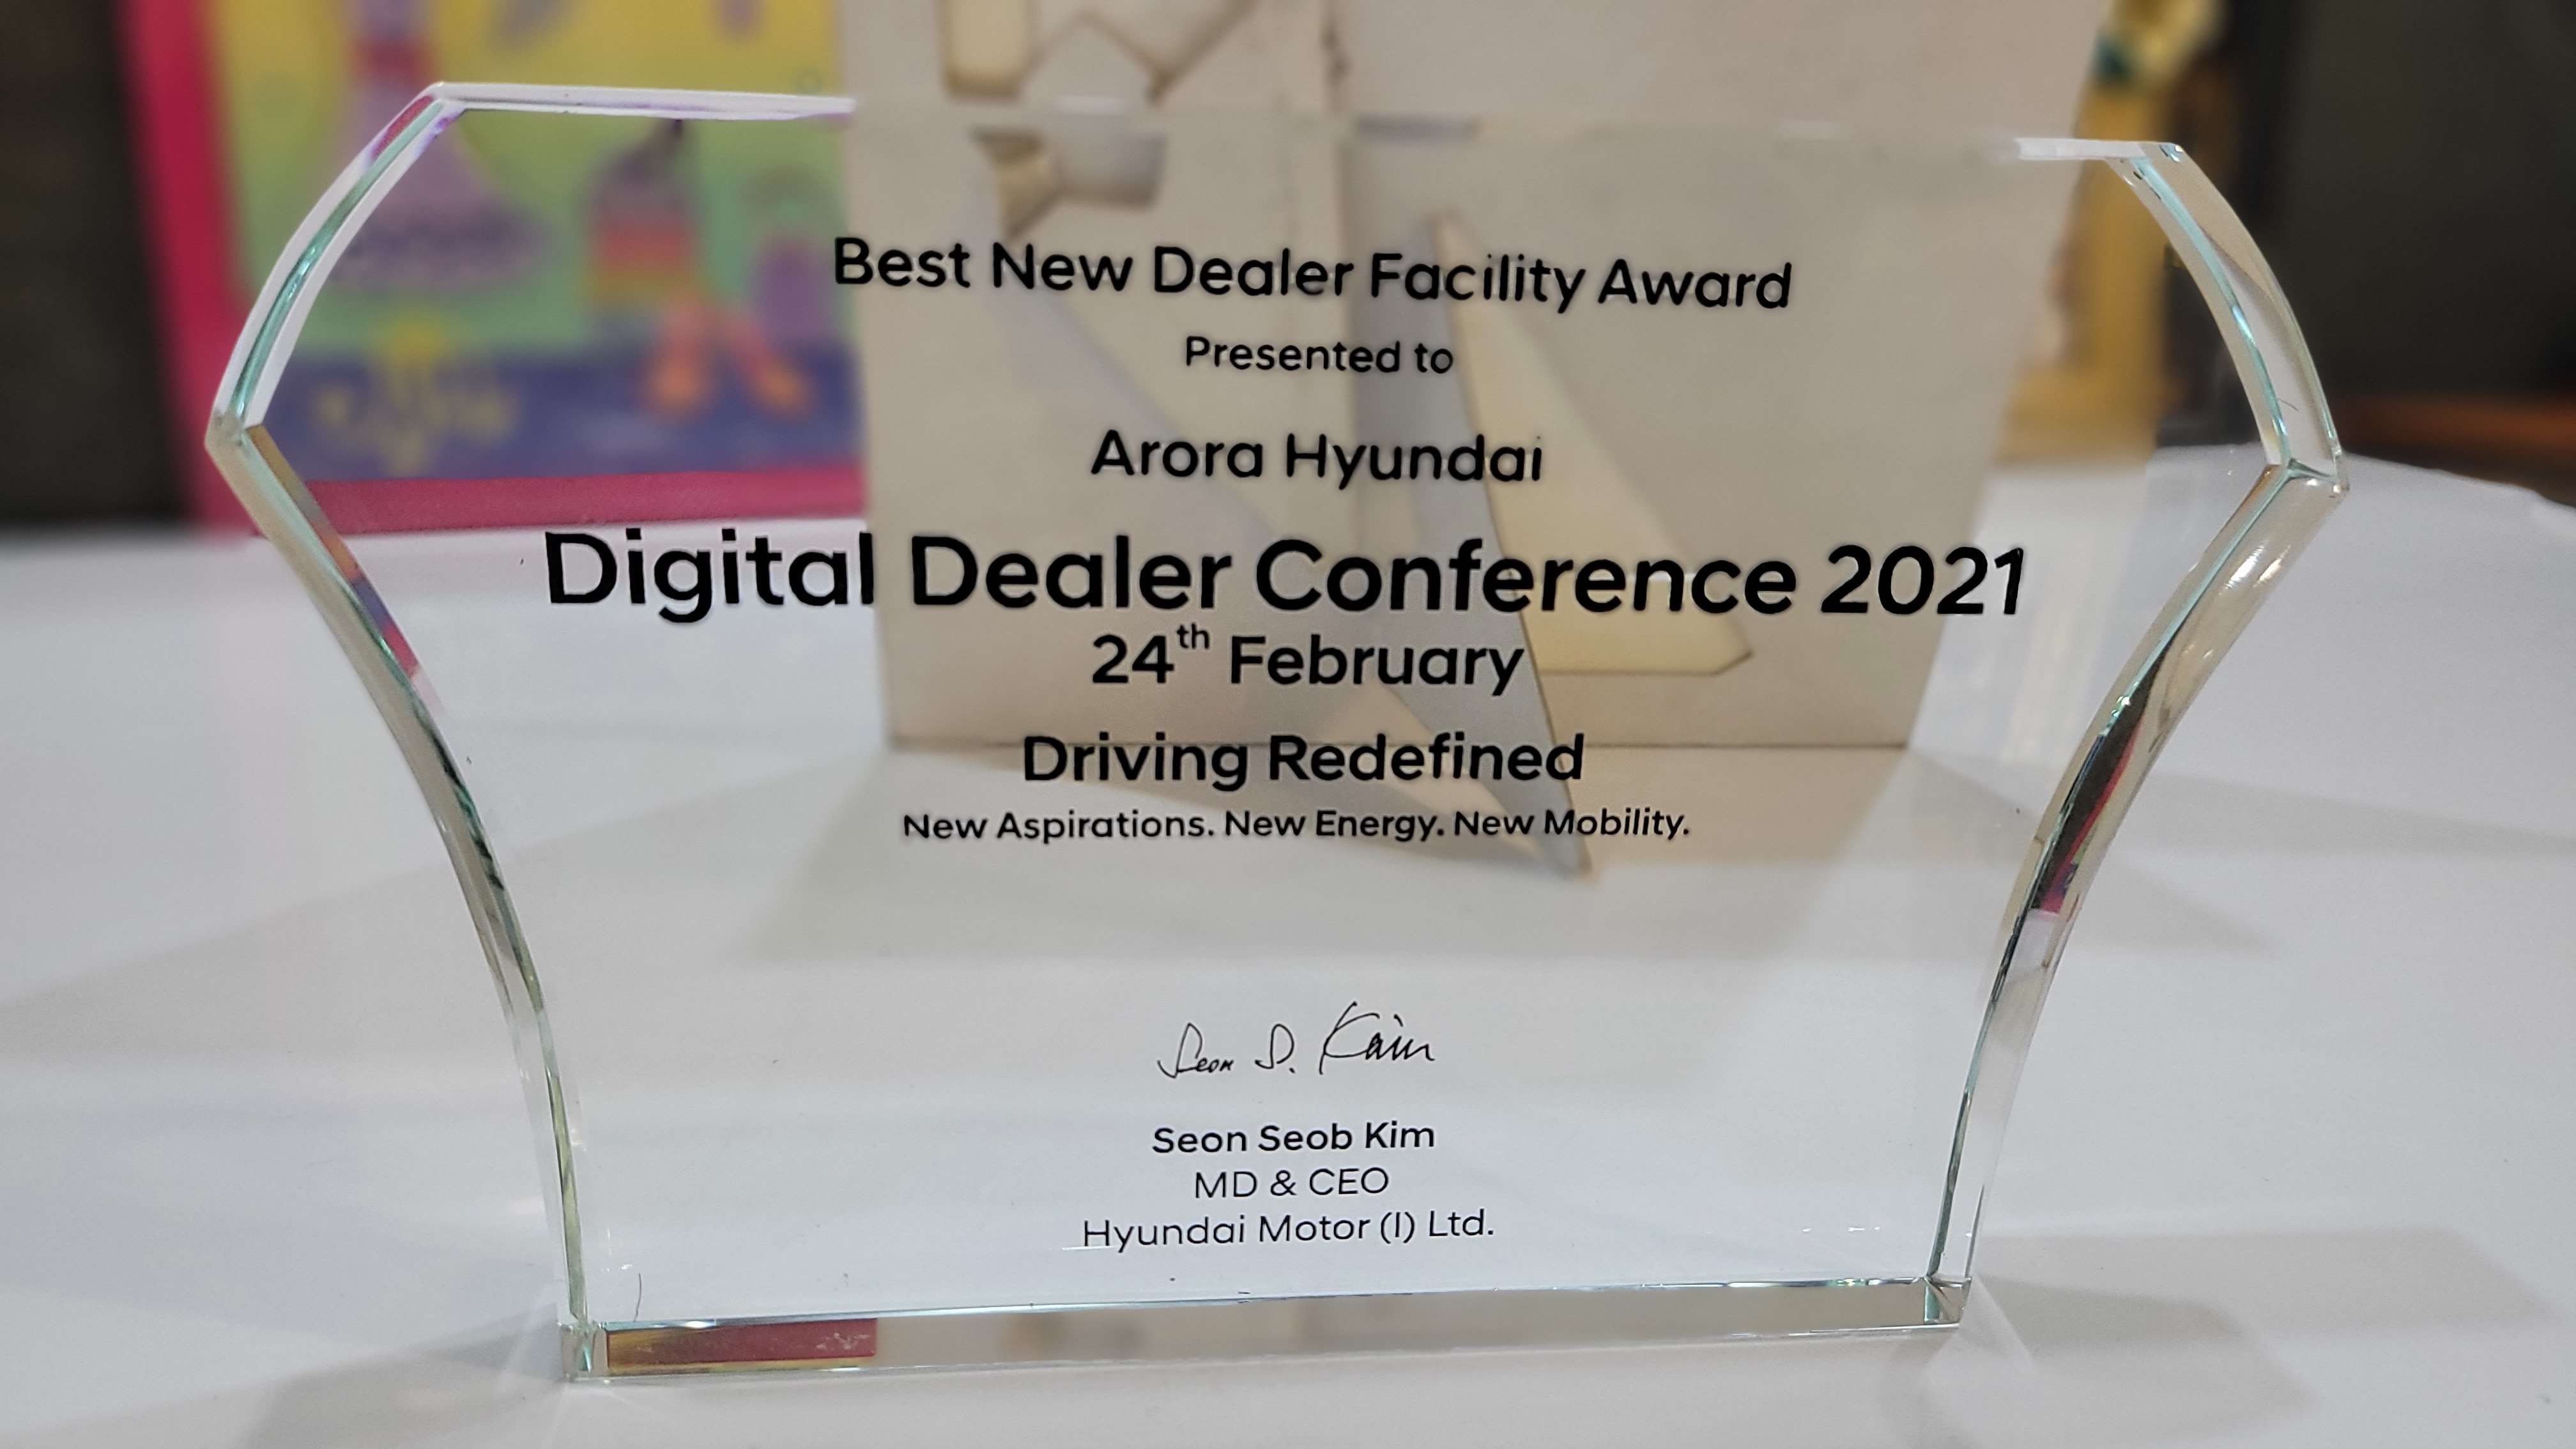 Best New Dealer Facility Award
Presented to
Arora Hyundai
Digital Dealer Conference 2021
24th February
Driving Redefined
New Aspirations. New Energy. New Mobility.
Seon S. Kim
Seon Seob Kim
MD & CEO
Hyundai Motor (I) Ltd.